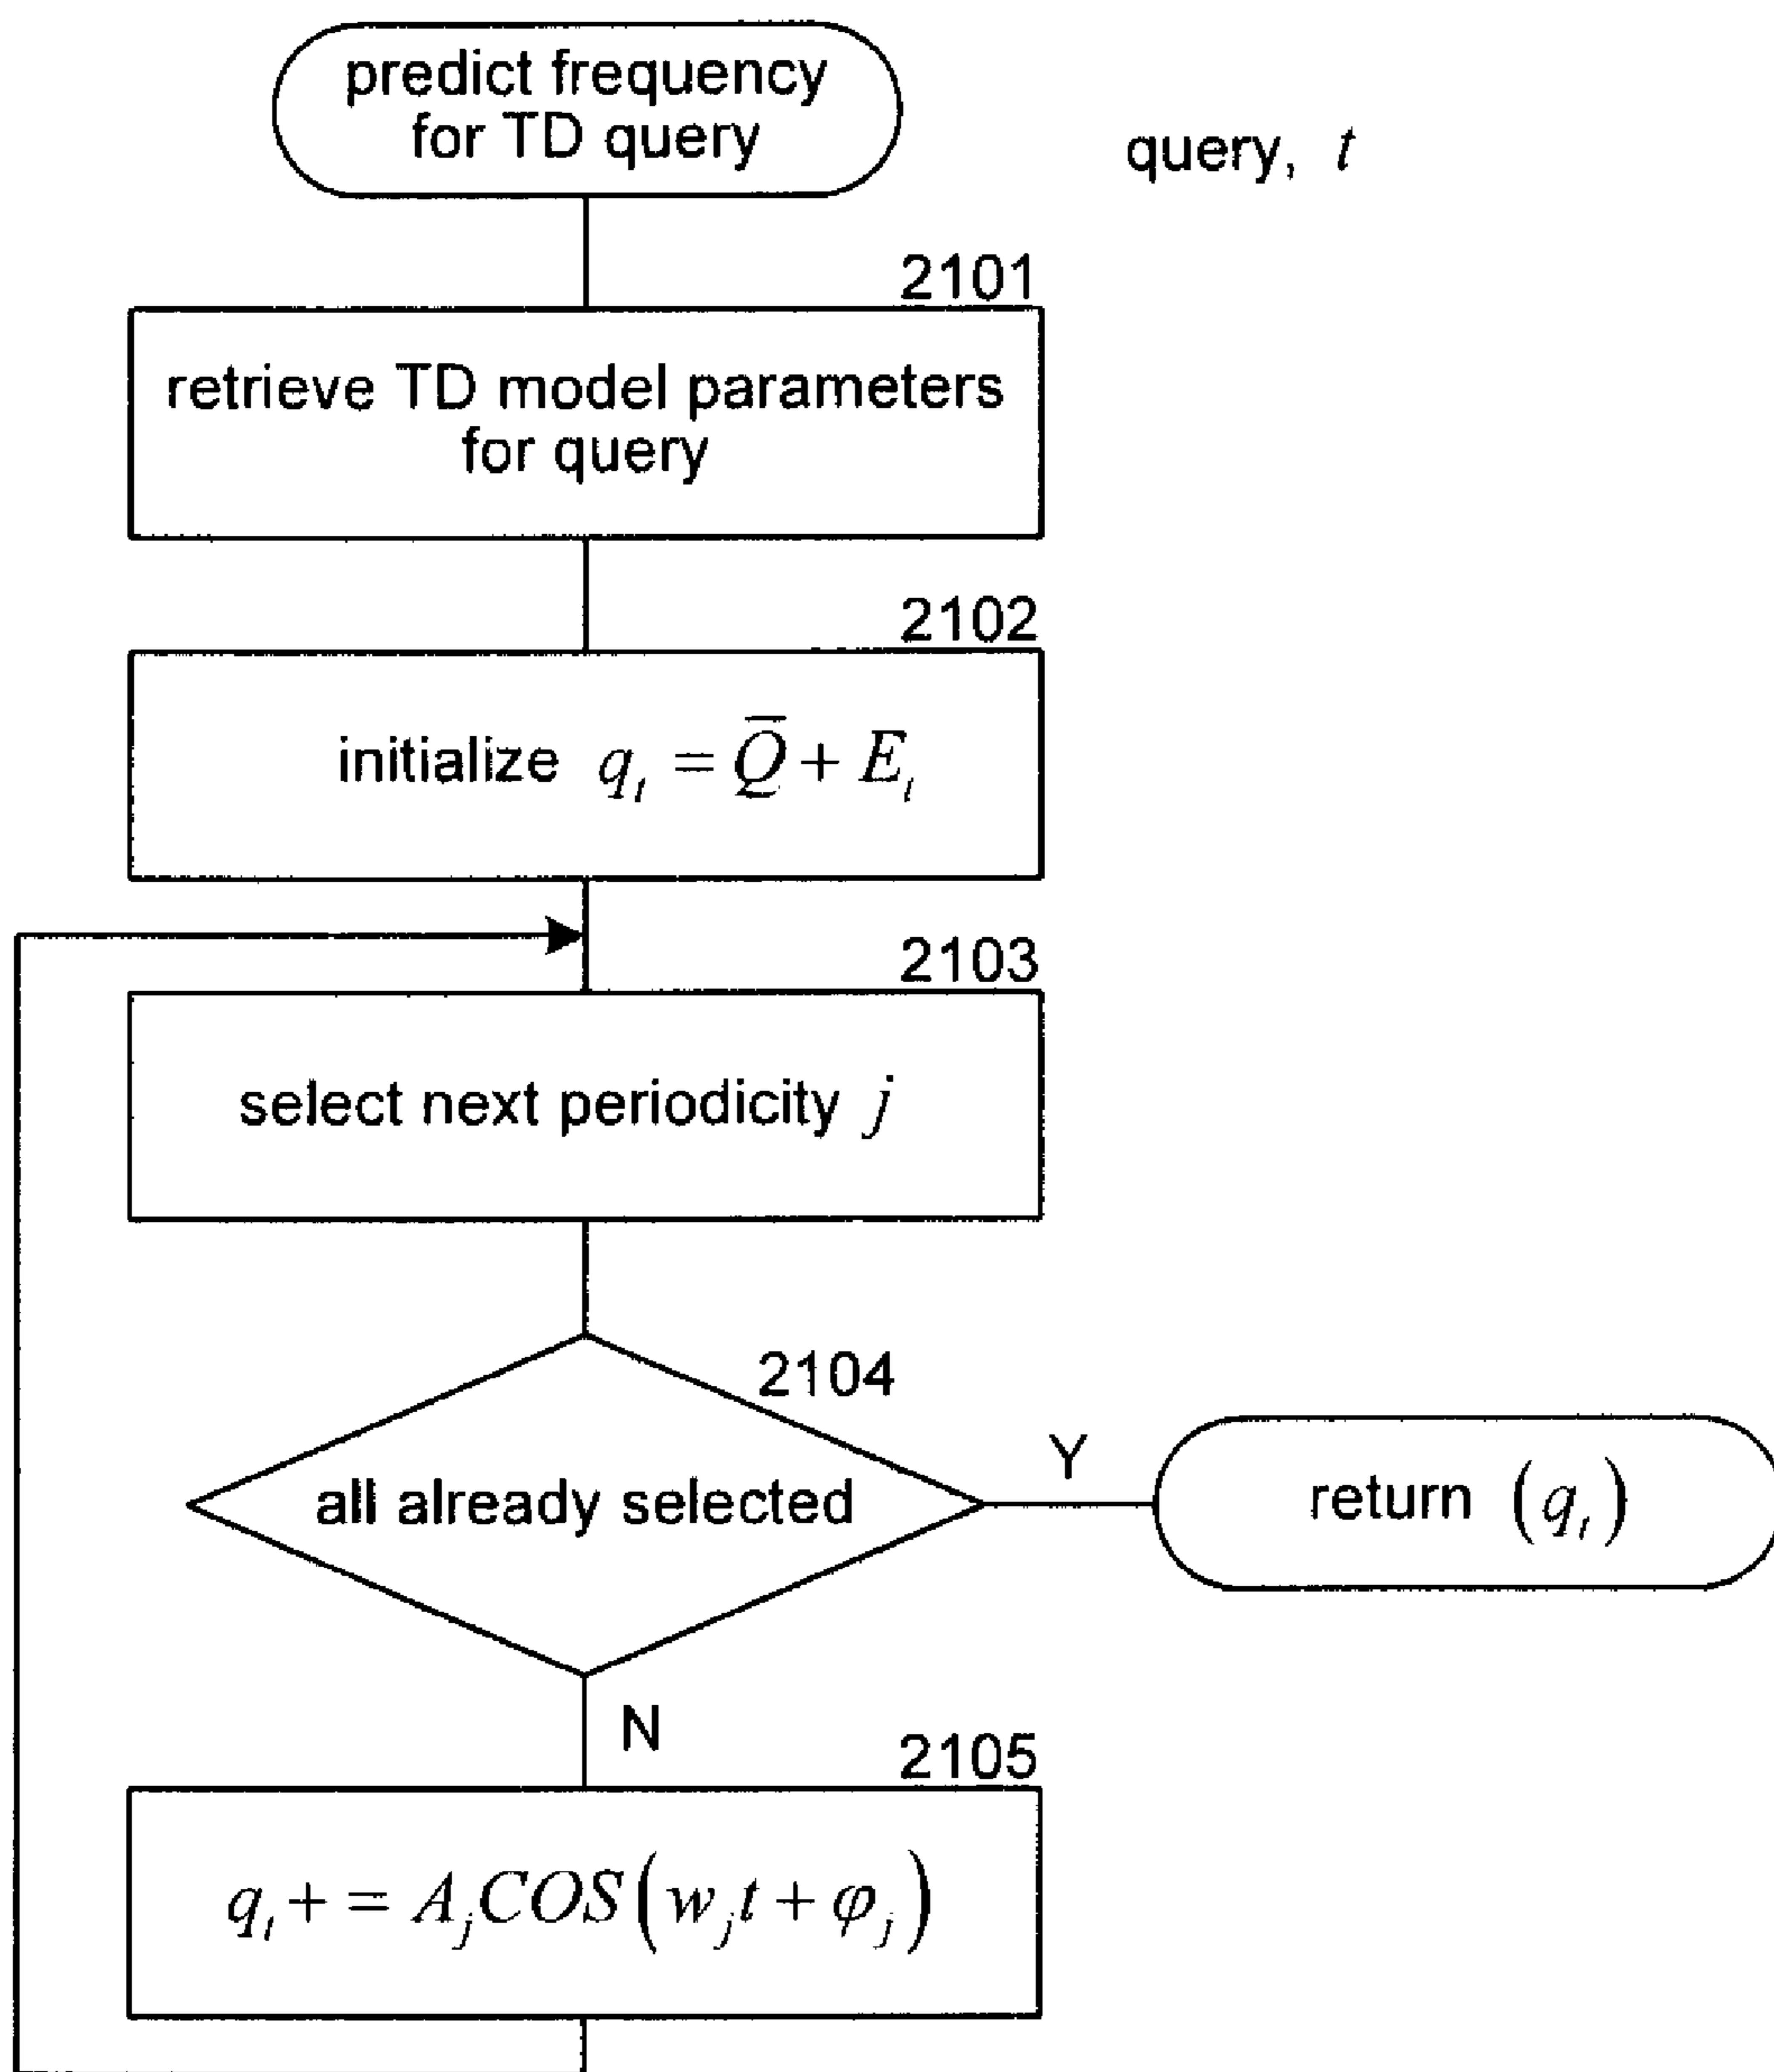 predict frequency
for TD query
query, t
2101
retrieve TD model parameters
for query
2102
initialize q_t = Q̅ + E_t
2103
select next periodicity j
2104
all already selected
Y
return (q_t)
N
2105
q_t + = A_j COS(w_j t + φ_j)